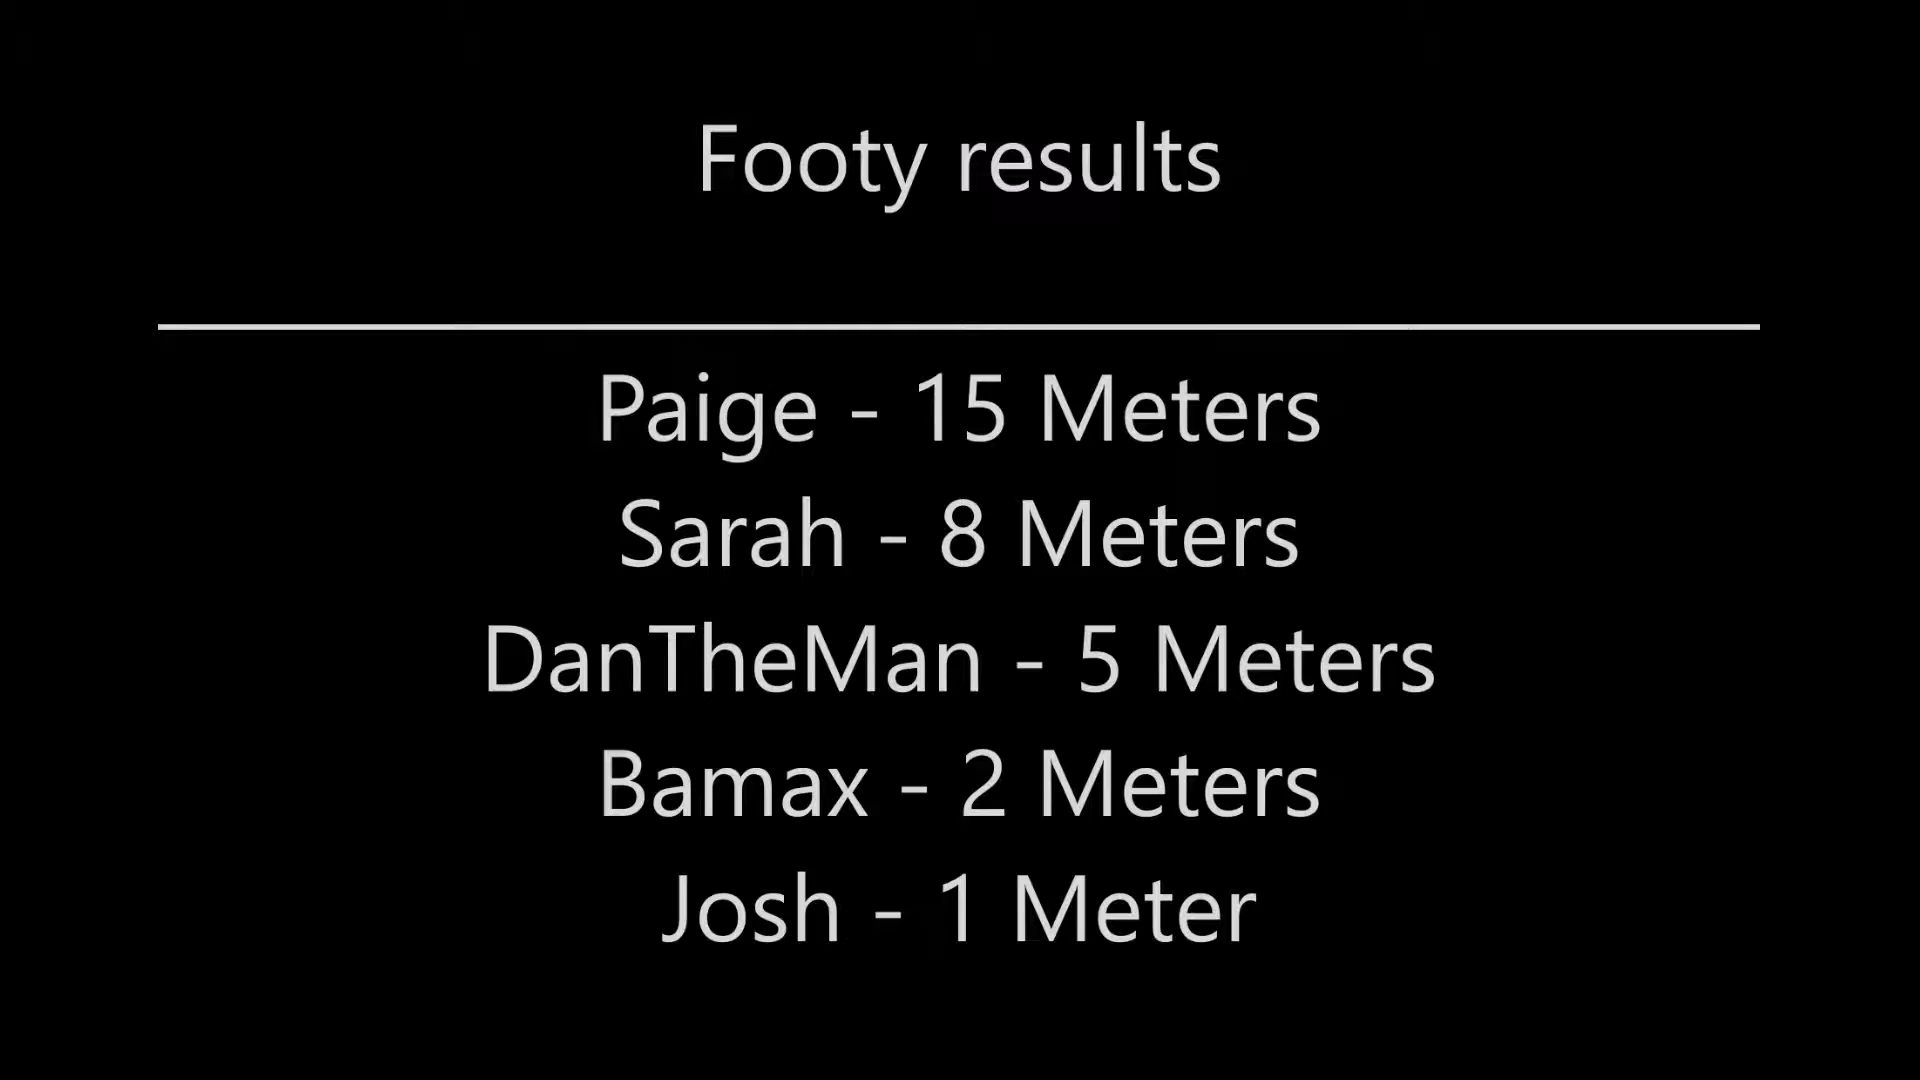 Footy results
Paige - 15 Meters
Sarah - 8 Meters
DanTheMan - 5 Meters
Bamax - 2 Meters
Josh - 1 Meter